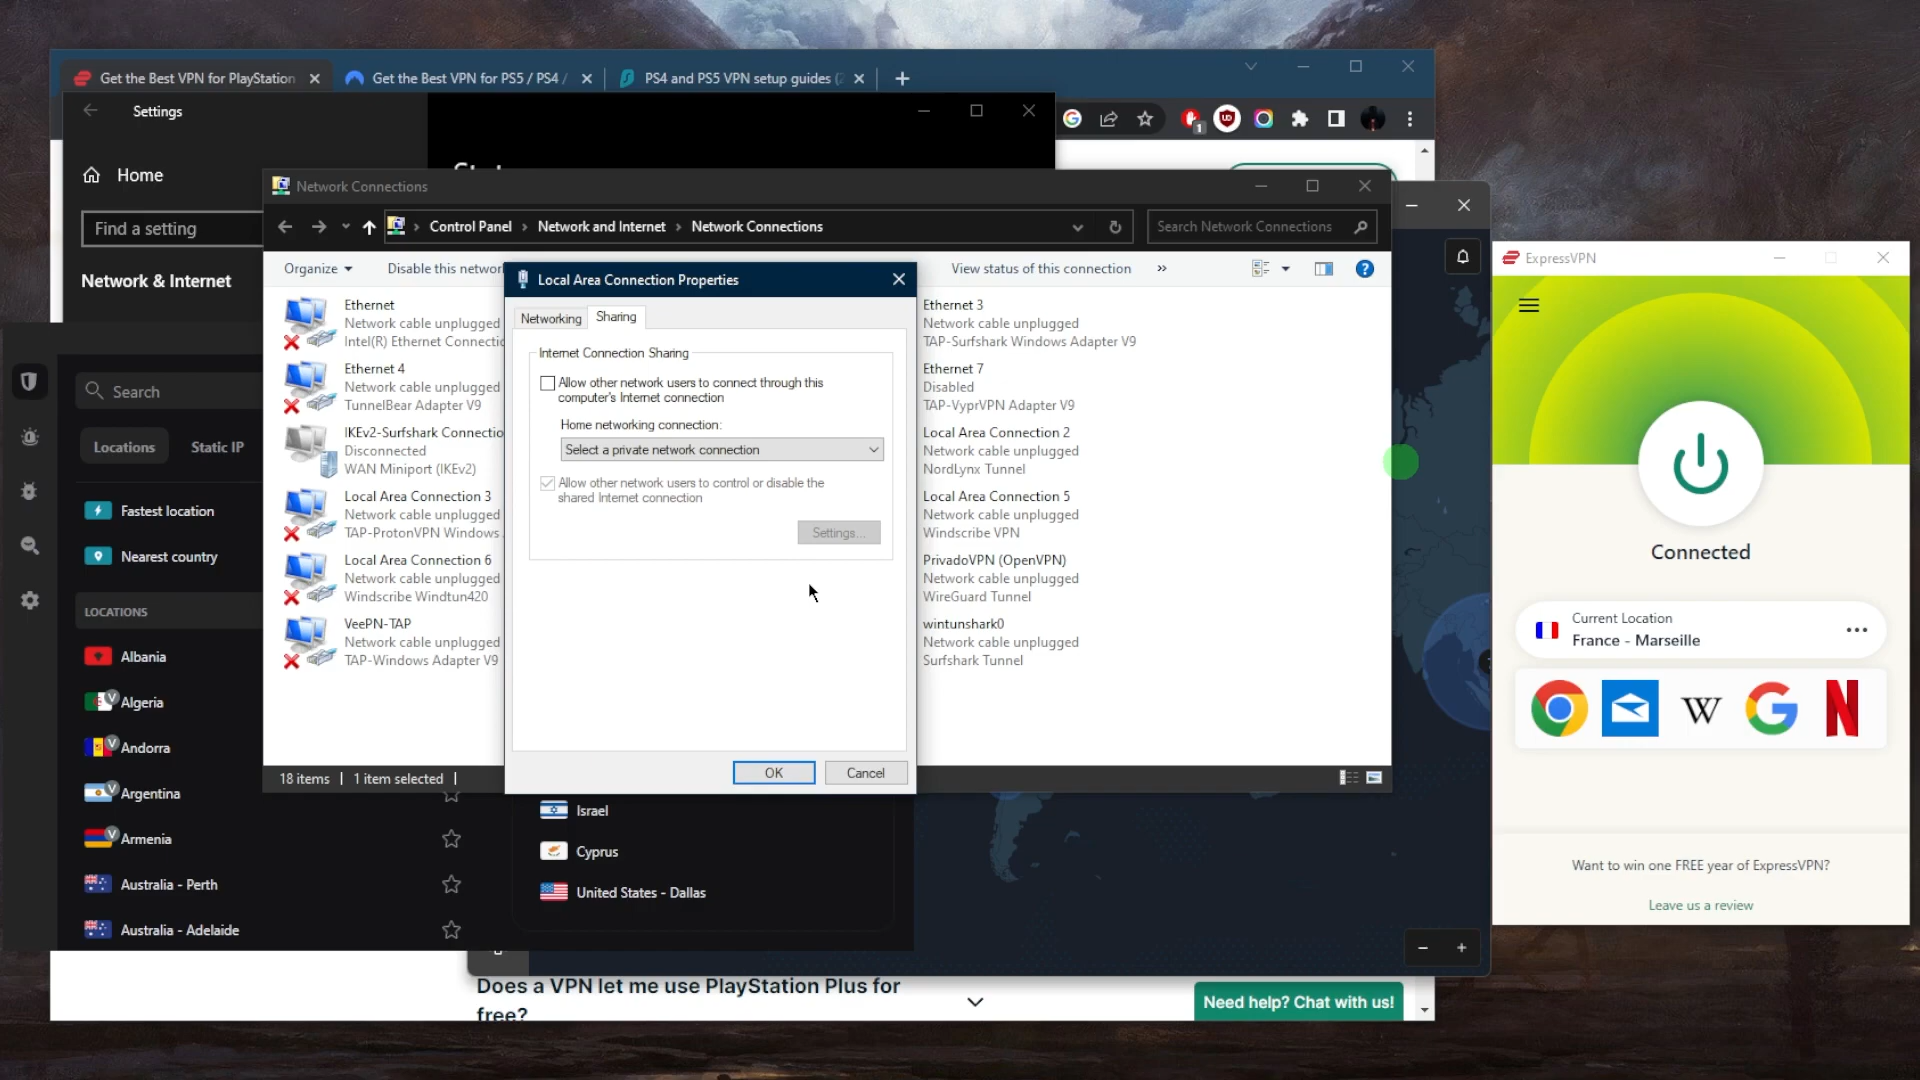 Get the Best VPN for PlayStation
Get the Best VPN for PS5 / PS4 /
PS4 and PS5 VPN setup guides (2
Settings
1
Home
Find a setting
Network & Internet
Network Connections
Control Panel > Network and Internet > Network Connections
Search Network Connections
Organize
Disable this networ
View status of this connection
»
Ethernet
Network cable unplugged
Intel(R) Ethernet Connectic
Ethernet 4
Network cable unplugged
TunnelBear Adapter V9
IKEv2-Surfshark Connectio
Disconnected
WAN Miniport (IKEv2)
Local Area Connection 3
Network cable unplugged
TAP-ProtonVPN Windows
Local Area Connection 6
Network cable unplugged
Windscribe Windtun420
VeePN-TAP
Network cable unplugged
TAP-Windows Adapter V9
18 items
1 item selected
Local Area Connection Properties
Networking
Sharing
Internet Connection Sharing
Allow other network users to connect through this
computer's Internet connection
Home networking connection:
Select a private network connection
Allow other network users to control or disable the
shared Internet connection
Settings...
OK
Cancel
Ethernet 3
Network cable unplugged
TAP-Surfshark Windows Adapter V9
Ethernet 7
Disabled
TAP-VyprVPN Adapter V9
Local Area Connection 2
Network cable unplugged
NordLynx Tunnel
Local Area Connection 5
Network cable unplugged
Windscribe VPN
PrivadoVPN (OpenVPN)
Network cable unplugged
WireGuard Tunnel
wintunshark0
Network cable unplugged
Surfshark Tunnel
Search
Locations
Static IP
Fastest location
Nearest country
LOCATIONS
Albania
Algeria
Andorra
Argentina
Armenia
Australia - Perth
Australia - Adelaide
Israel
Cyprus
United States - Dallas
Does a VPN let me use PlayStation Plus for
free?
Need help? Chat with us!
ExpressVPN
Connected
Current Location
France - Marseille
W
Want to win one FREE year of ExpressVPN?
Leave us a review